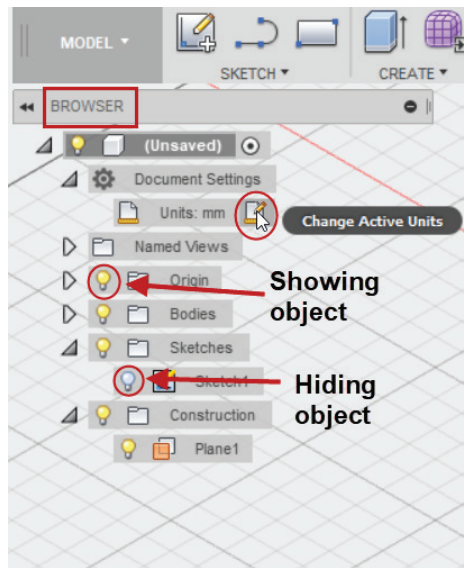 MODEL
SKETCH CREATE
BROWSER
(Unsaved)
Document Settings
Units: mm
Change Active Units
Named Views
Origin
Showing
object
Bodies
Sketches
Sketch1
Hiding
object
Construction
Plane1